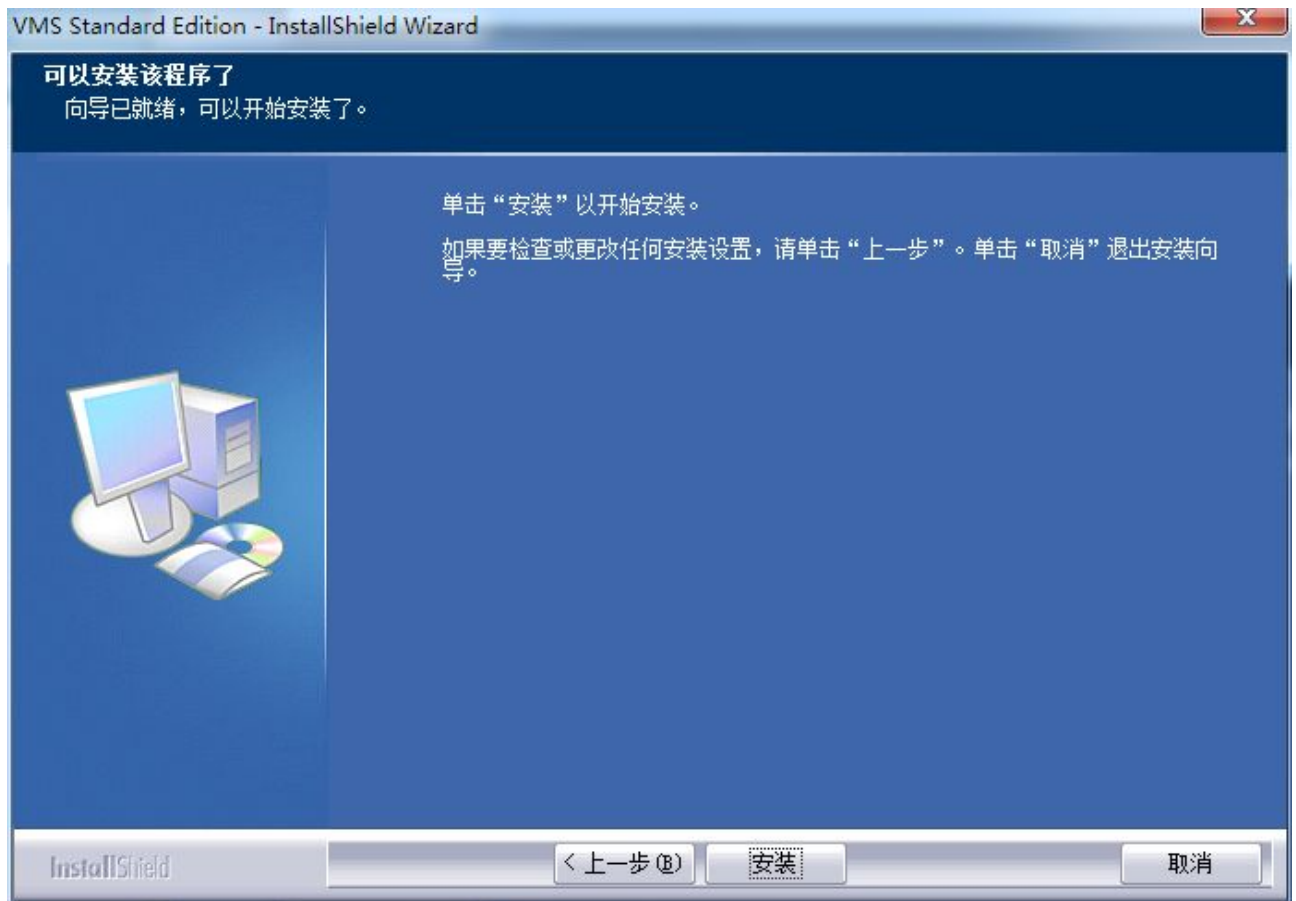 VMS Standard Edition - InstallShield Wizard
可以安装该程序了
向导已就绪，可以开始安装了。
单击“安装”以开始安装。
如果要检查或更改任何安装设置，请单击“上一步”。单击“取消”退出安装向
导。
InstallShield
< 上一步(B)
安装
取消